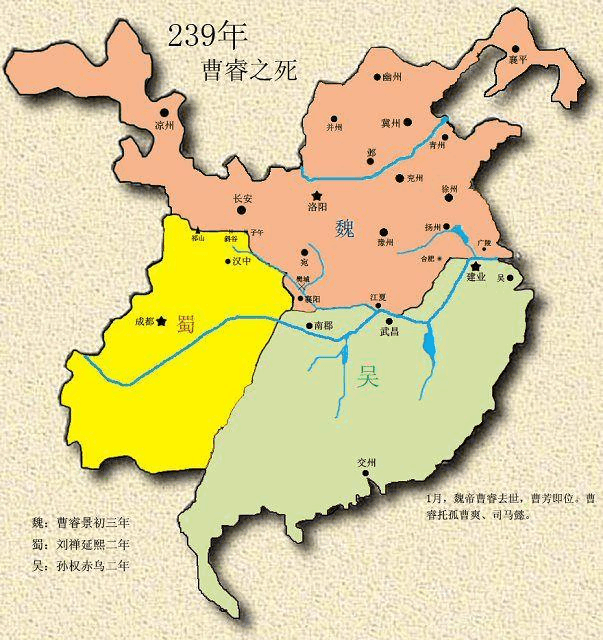 239年
曹睿之死
襄平
幽州
凉州
并州
冀州
青州
邺
兖州
长安
洛阳
徐州
魏
豫州
扬州
广陵
祁山
斜谷
子午
汉中
宛
合肥
建业
吴
樊城
襄阳
江夏
成都
蜀
南郡
武昌
吴
交州
1月，魏帝曹睿去世，曹芳即位。曹
睿托孤曹爽、司马懿。
魏：曹睿景初三年
蜀：刘禅延熙二年
吴：孙权赤乌二年